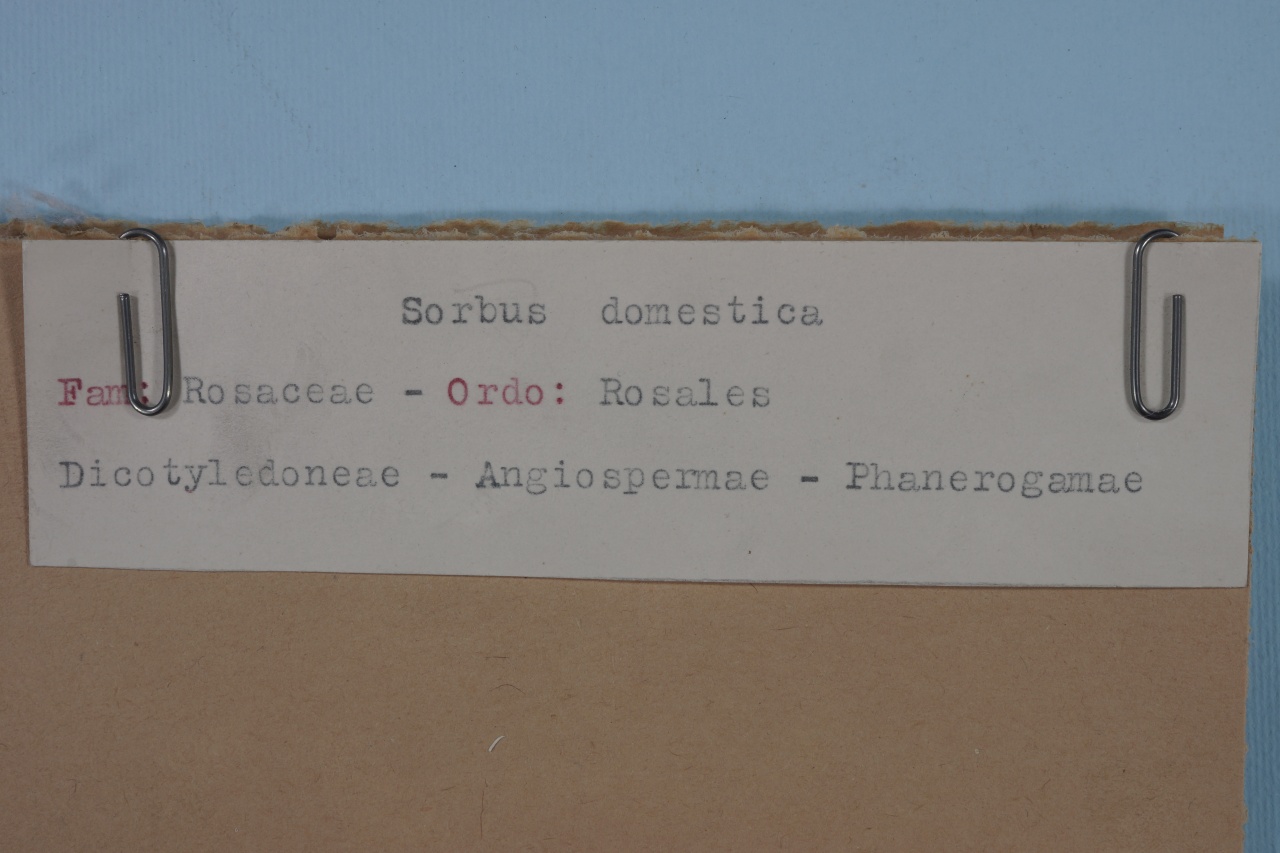 Sorbus domestica
Fam: Rosaceae - Ordo: Rosales
Dicotyledoneae - Angiospermae - Phanerogamae